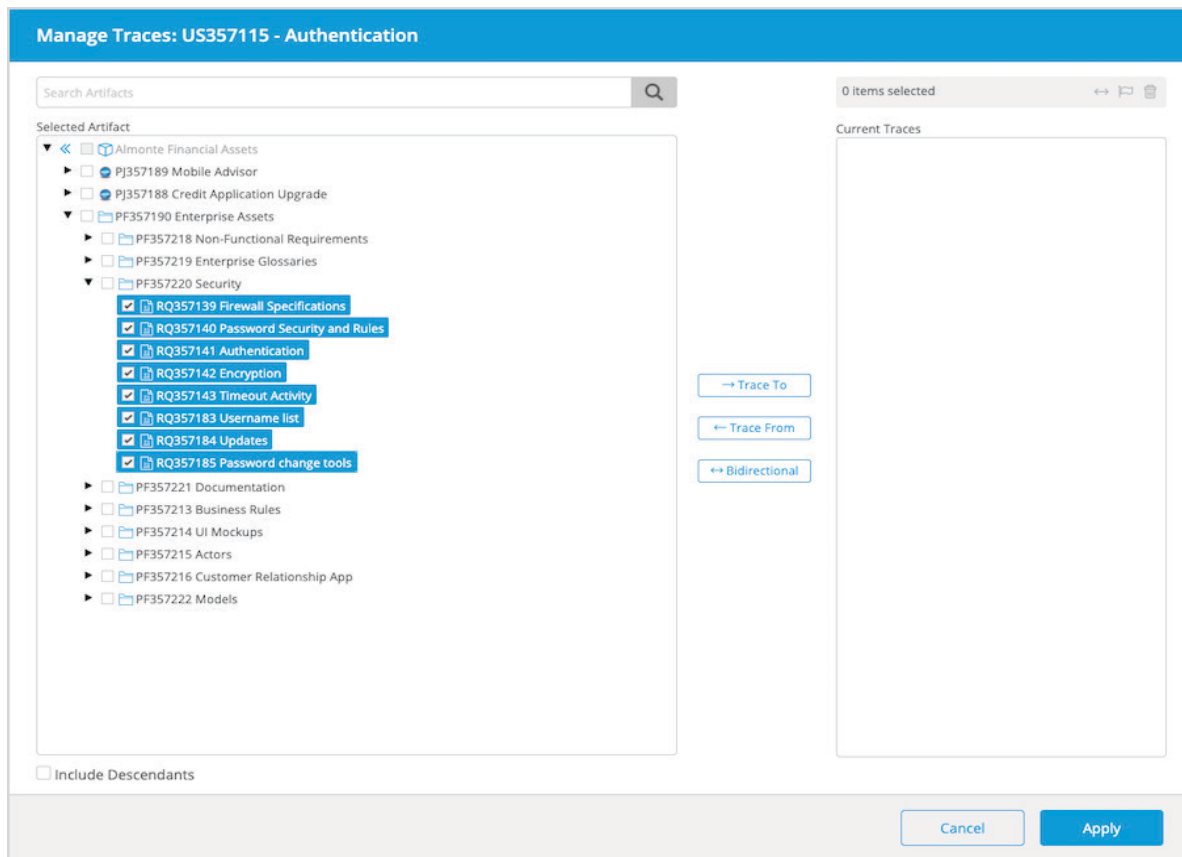 Manage Traces: US357115 - Authentication
Search Artifacts
0 items selected
Selected Artifact
Current Traces
Almonte Financial Assets
PJ357189 Mobile Advisor
PJ357188 Credit Application Upgrade
PF357190 Enterprise Assets
PF357218 Non-Functional Requirements
PF357219 Enterprise Glossaries
PF357220 Security
RQ357139 Firewall Specifications
RQ357140 Password Security and Rules
RQ357141 Authentication
RQ357142 Encryption
RQ357143 Timeout Activity
RQ357183 Username list
RQ357184 Updates
RQ357185 Password change tools
PF357221 Documentation
PF357213 Business Rules
PF357214 UI Mockups
PF357215 Actors
PF357216 Customer Relationship App
PF357222 Models
→ Trace To
← Trace From
↔ Bidirectional
Include Descendants
Cancel
Apply